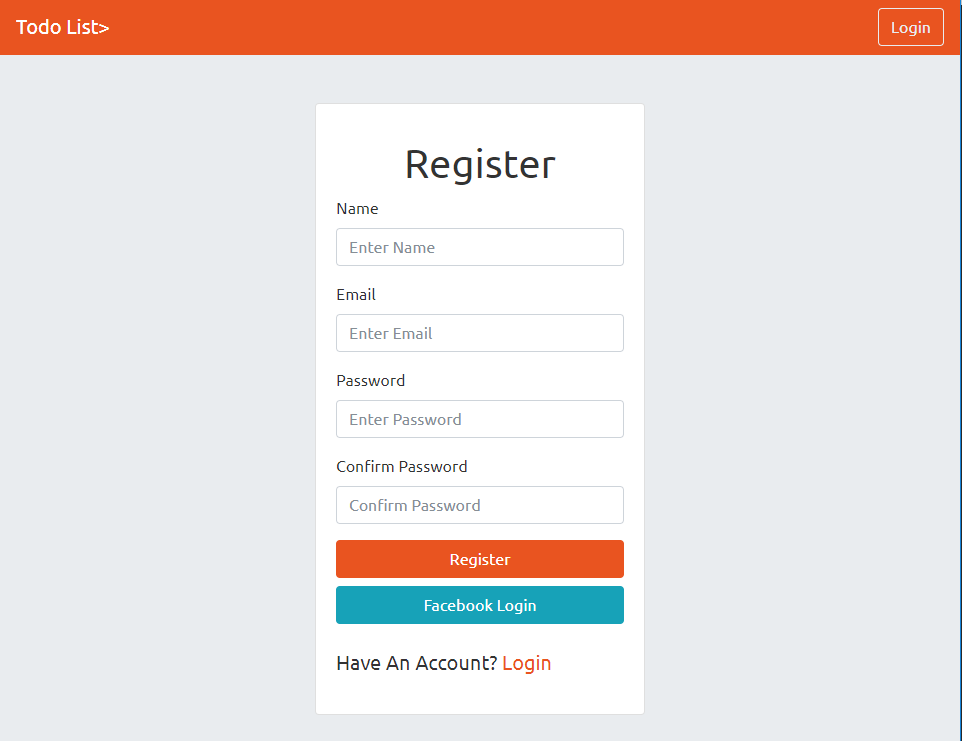 Todo List>
Login
Register
Name
Enter Name
Email
Enter Email
Password
Enter Password
Confirm Password
Confirm Password
Register
Facebook Login
Have An Account? Login